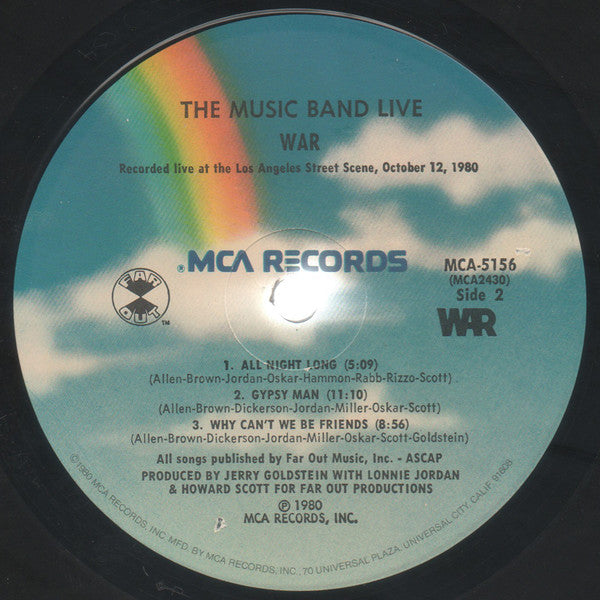 THE MUSIC BAND LIVE
WAR
Recorded live at the Los Angeles Street Scene, October 12, 1980
®MCA RECORDS
MCA-5156
(MCA2430)
Side 2
WAR
FAR
OUT
™
1. ALL NIGHT LONG (5:09)
(Allen-Brown-Jordan-Oskar-Hammon-Rabb-Rizzo-Scott)
2. GYPSY MAN (11:10)
(Allen-Brown-Dickerson-Jordan-Miller-Oskar-Scott)
3. WHY CAN'T WE BE FRIENDS (8:56)
(Allen-Brown-Dickerson-Jordan-Miller-Oskar-Scott-Goldstein)
All songs published by Far Out Music, Inc. - ASCAP
PRODUCED BY JERRY GOLDSTEIN WITH LONNIE JORDAN
& HOWARD SCOTT FOR FAR OUT PRODUCTIONS
℗ 1980
MCA RECORDS, INC.
©1980 MCA RECORDS, INC. MFD. BY MCA RECORDS, INC., 70 UNIVERSAL PLAZA, UNIVERSAL CITY, CALIF. 91608